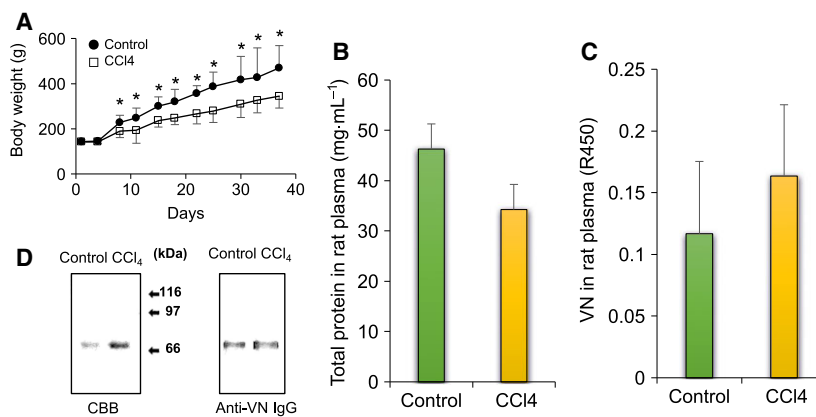 A
Body weight (g)
600
400
200
0
Control
CCl4
* * * * * * * * *
0 10 20 30 40
Days
B
Total protein in rat plasma (mg·mL⁻¹)
60
50
40
30
20
10
0
Control CCl4
C
VN in rat plasma (R450)
0.25
0.2
0.15
0.1
0.05
0
Control CCl4
D
Control CCl₄ (kDa) Control CCl₄
116
97
66
CBB Anti-VN IgG